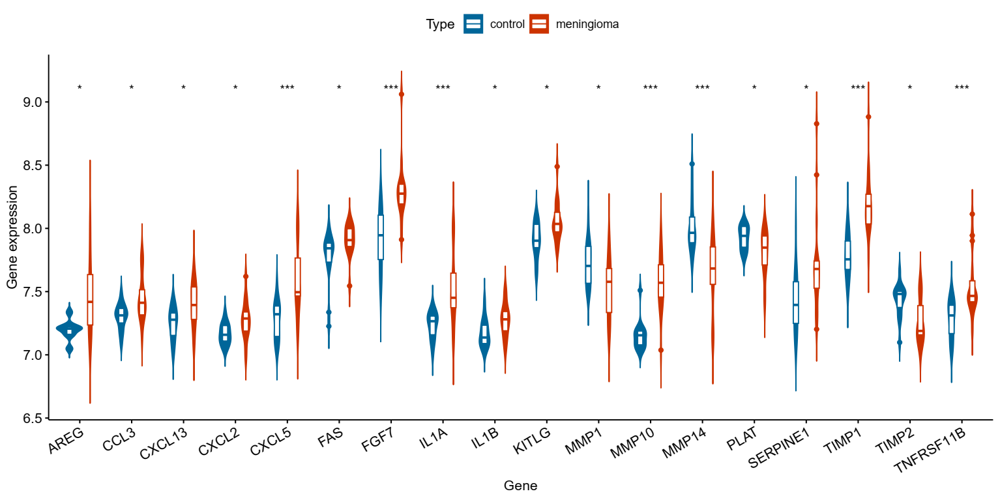 Type control meningioma
* * * * *** * *** *** * * * *** *** * * *** * ***
Gene expression
9.0
8.5
8.0
7.5
7.0
6.5
AREG CCL3 CXCL13 CXCL2 CXCL5 FAS FGF7 IL1A IL1B KITLG MMP1 MMP10 MMP14 PLAT SERPINE1 TIMP1 TIMP2 TNFRSF11B
Gene